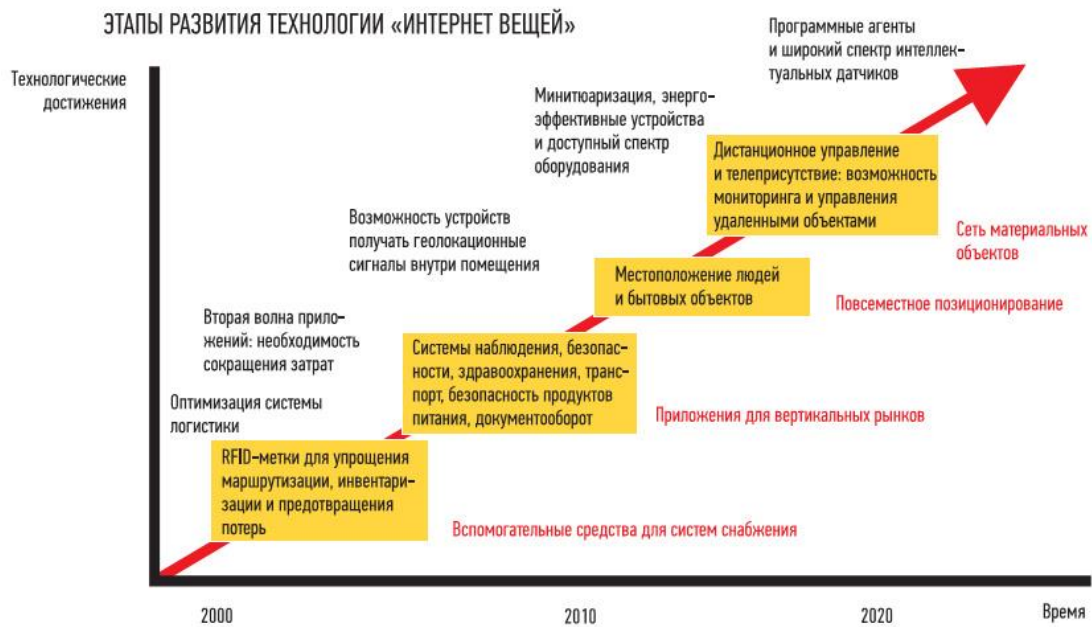 ЭТАПЫ РАЗВИТИЯ ТЕХНОЛОГИИ «ИНТЕРНЕТ ВЕЩЕЙ»
Технологические
достижения
Программные агенты
и широкий спектр интеллек-
туальных датчиков
Минитюаризация, энерго-
эффективные устройства
и доступный спектр
оборудования
Дистанционное управление
и телеприсутствие: возможность
мониторинга и управления
удаленными объектами
Сеть материальных
объектов
Возможность устройств
получать геолокационные
сигналы внутри помещения
Местоположение людей
и бытовых объектов
Повсеместное позиционирование
Вторая волна прило-
жений: необходимость
сокращения затрат
Системы наблюдения, безопас-
ности, здравоохранения, транс-
порт, безопасность продуктов
питания, документооборот
Приложения для вертикальных рынков
Оптимизация системы
логистики
RFID-метки для упрощения
маршрутизации, инвентари-
зации и предотвращения
потерь
Вспомогательные средства для систем снабжения
2000
2010
2020
Время